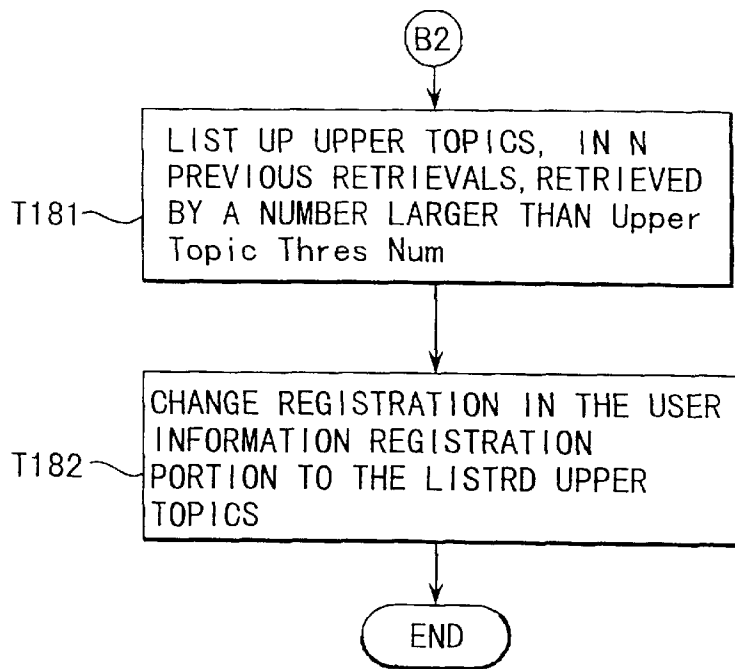 B2
LIST UP UPPER TOPICS, IN N
PREVIOUS RETRIEVALS, RETRIEVED
BY A NUMBER LARGER THAN Upper
Topic Thres Num
T181
CHANGE REGISTRATION IN THE USER
INFORMATION REGISTRATION
PORTION TO THE LISTRD UPPER
TOPICS
T182
END